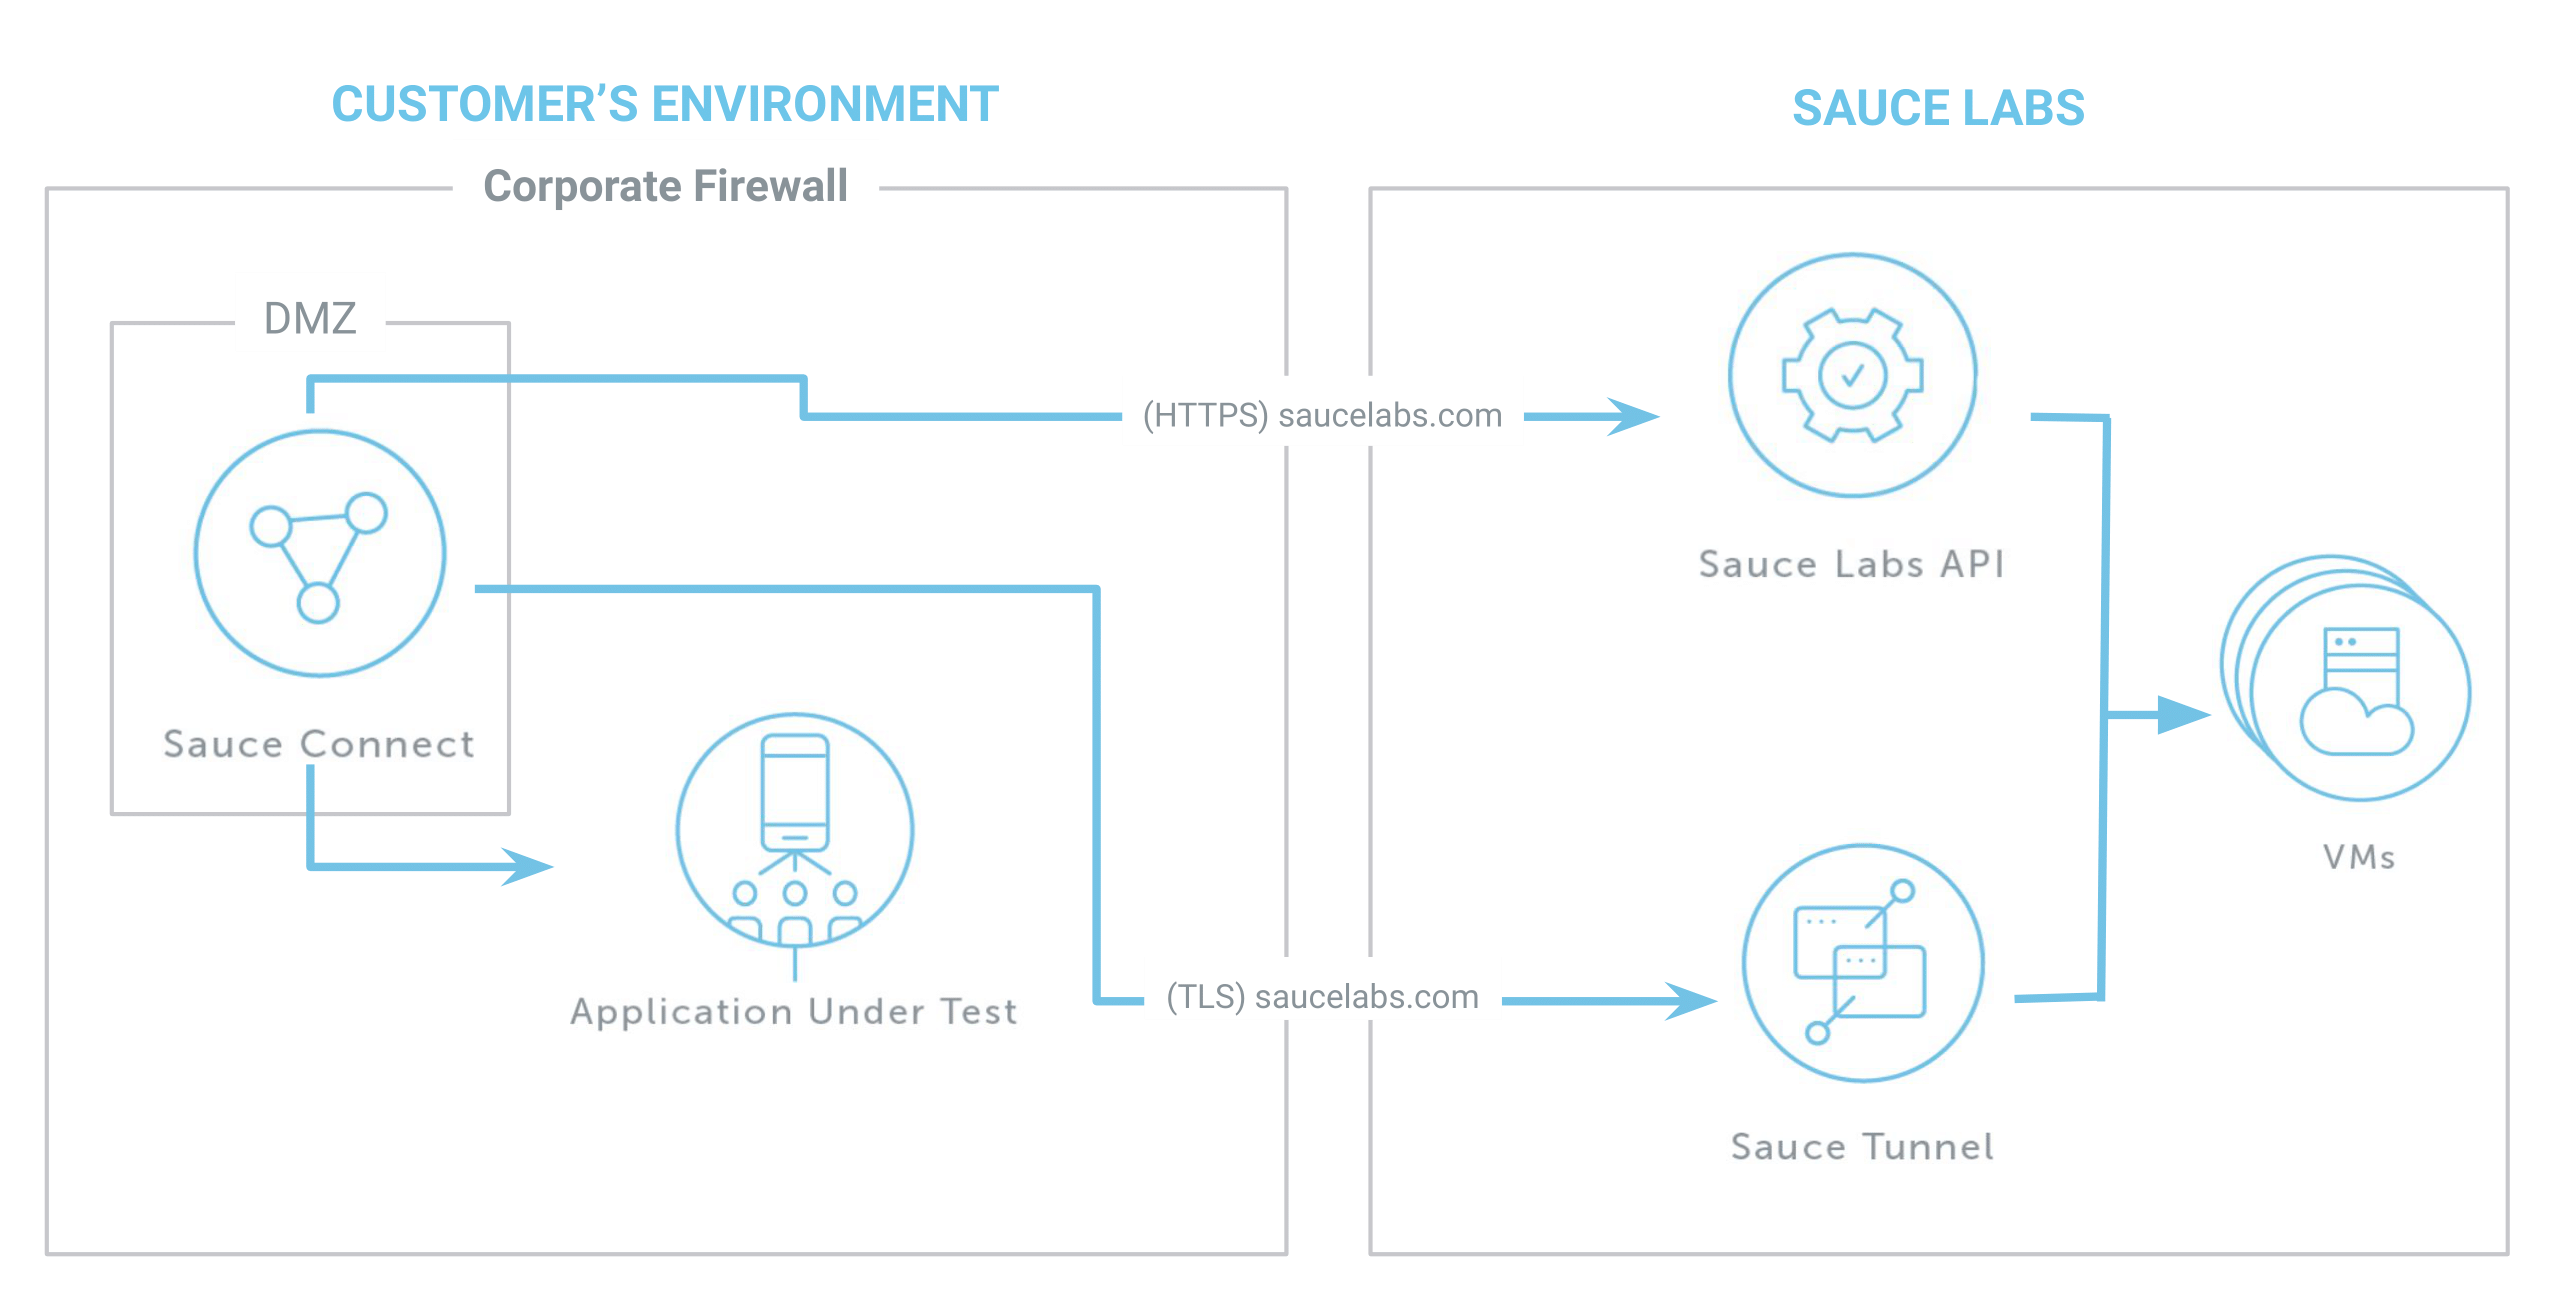 CUSTOMER’S ENVIRONMENT
SAUCE LABS
Corporate Firewall
DMZ
(HTTPS) saucelabs.com
Sauce Labs API
Sauce Connect
VMs
Application Under Test
(TLS) saucelabs.com
Sauce Tunnel